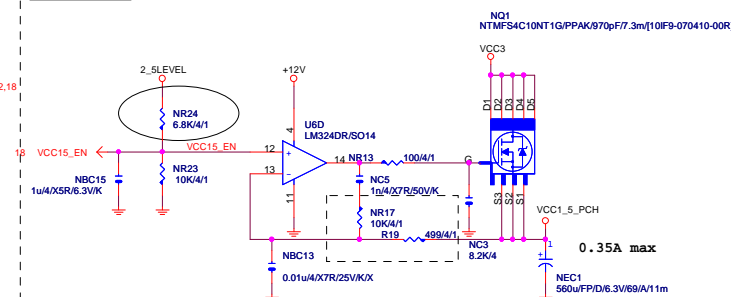 NQ1
NTMFS4C10NT1G/PPAK/970pF/7.3m/[10IF9-070410-00R]
VCC3
2_5LEVEL
+12V
D1
D2
D3
D4
D5
2,18
NR24
6.8K/4/1
U6D
LM324DR/SO14
4
18
VCC15_EN
VCC15_EN
12
+
13
-
14
11
NR13
100/4/1
G
NBC15
1u/4/X5R/6.3V/K
NR23
10K/4/1
NC5
1n/4/X7R/50V/K
S3
S2
S1
NR17
10K/4/1
R19
499/4/1
NC3
8.2K/4
VCC1_5_PCH
1
+
0.35A max
NBC13
0.01u/4/X7R/25V/K/X
NEC1
560u/FP/D/6.3V/69/A/11m